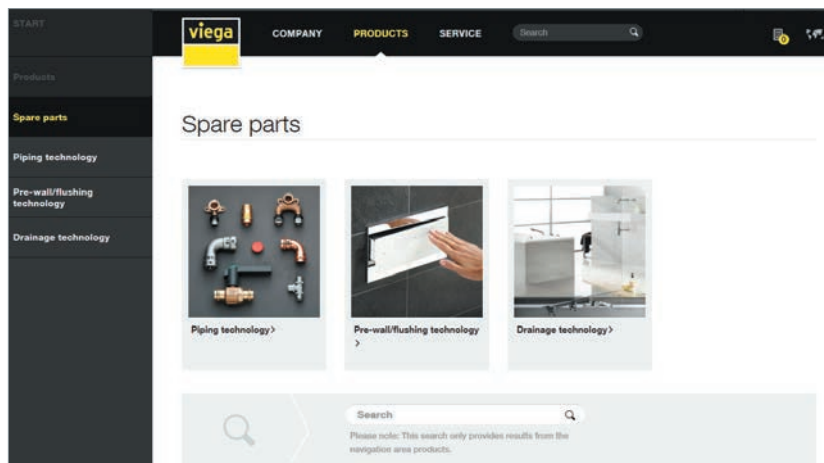 START
Products
Spare parts
Piping technology
Pre-wall/flushing
technology
Drainage technology
viega
COMPANY
PRODUCTS
SERVICE
Search
0
Spare parts
Piping technology>
Pre-wall/flushing technology
>
Drainage technology>
Search
Please note: This search only provides results from the
navigation area products.